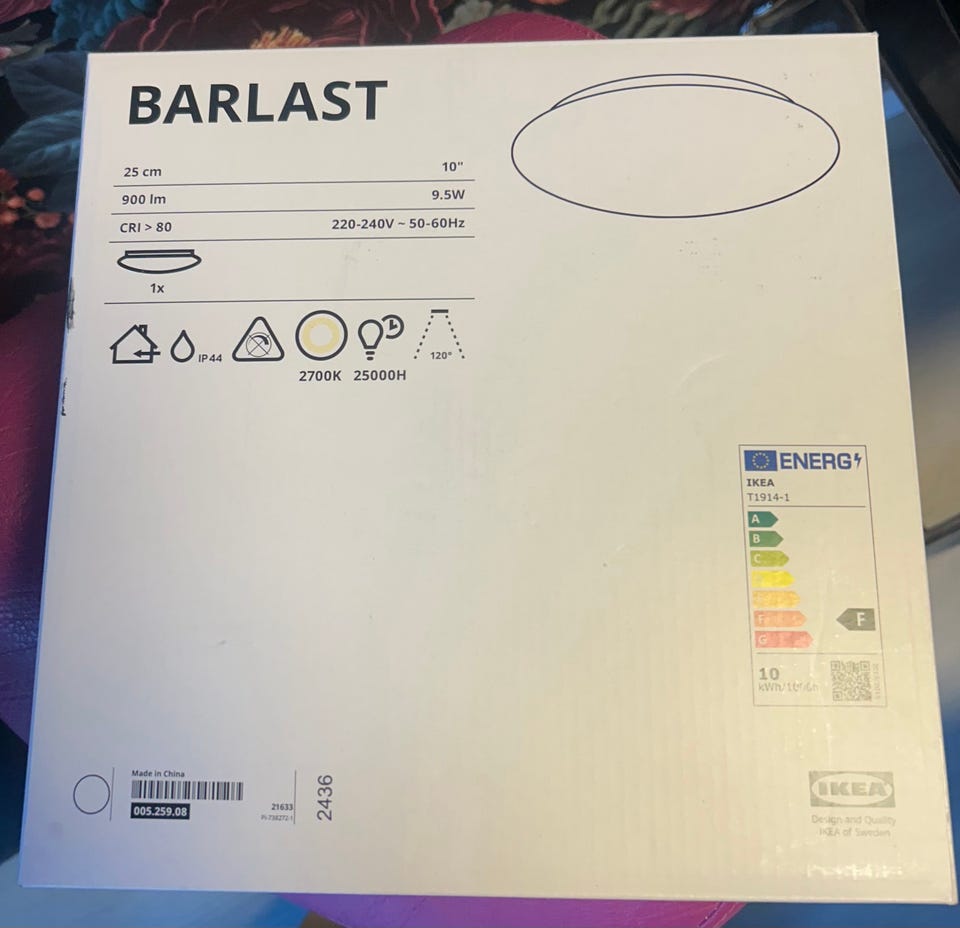 BARLAST
25 cm 10"
900 lm 9.5W
CRI > 80 220-240V ~ 50-60Hz
1x
IP44
120°
2700K 25000H
ENERG
IKEA
T1914-1
A
B
C
F
F
G
10
Made in China
005.259.08
21633
2436
IKEA
Design and Quality
IKEA of Sweden